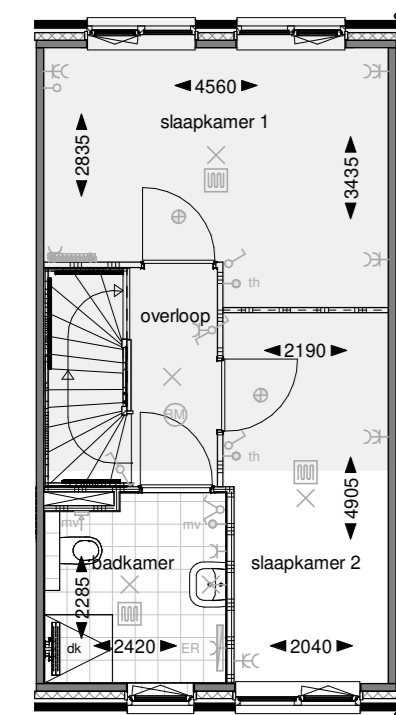 4560
slaapkamer 1
2835
3435
th
overloop
2190
RM
th
4905
mv
mv
badkamer
slaapkamer 2
2285
dk
2420
ER
2040